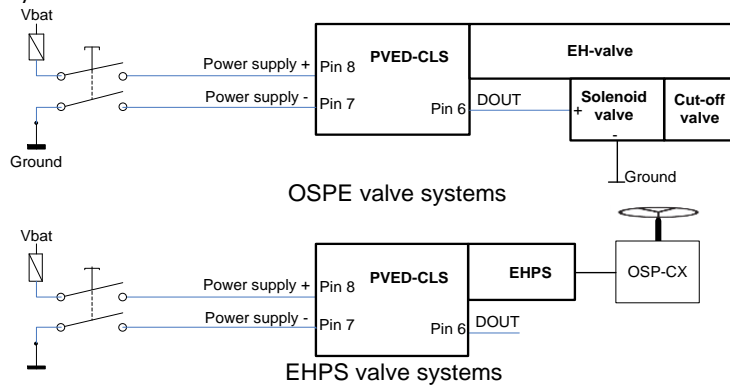 Vbat
Power supply + Pin 8 PVED-CLS EH-valve
Power supply - Pin 7
Pin 6 DOUT + Solenoid valve - Cut-off valve
Ground
Ground
OSPE valve systems
Vbat
Power supply + Pin 8 PVED-CLS EHPS OSP-CX
Power supply - Pin 7
Pin 6 DOUT
EHPS valve systems